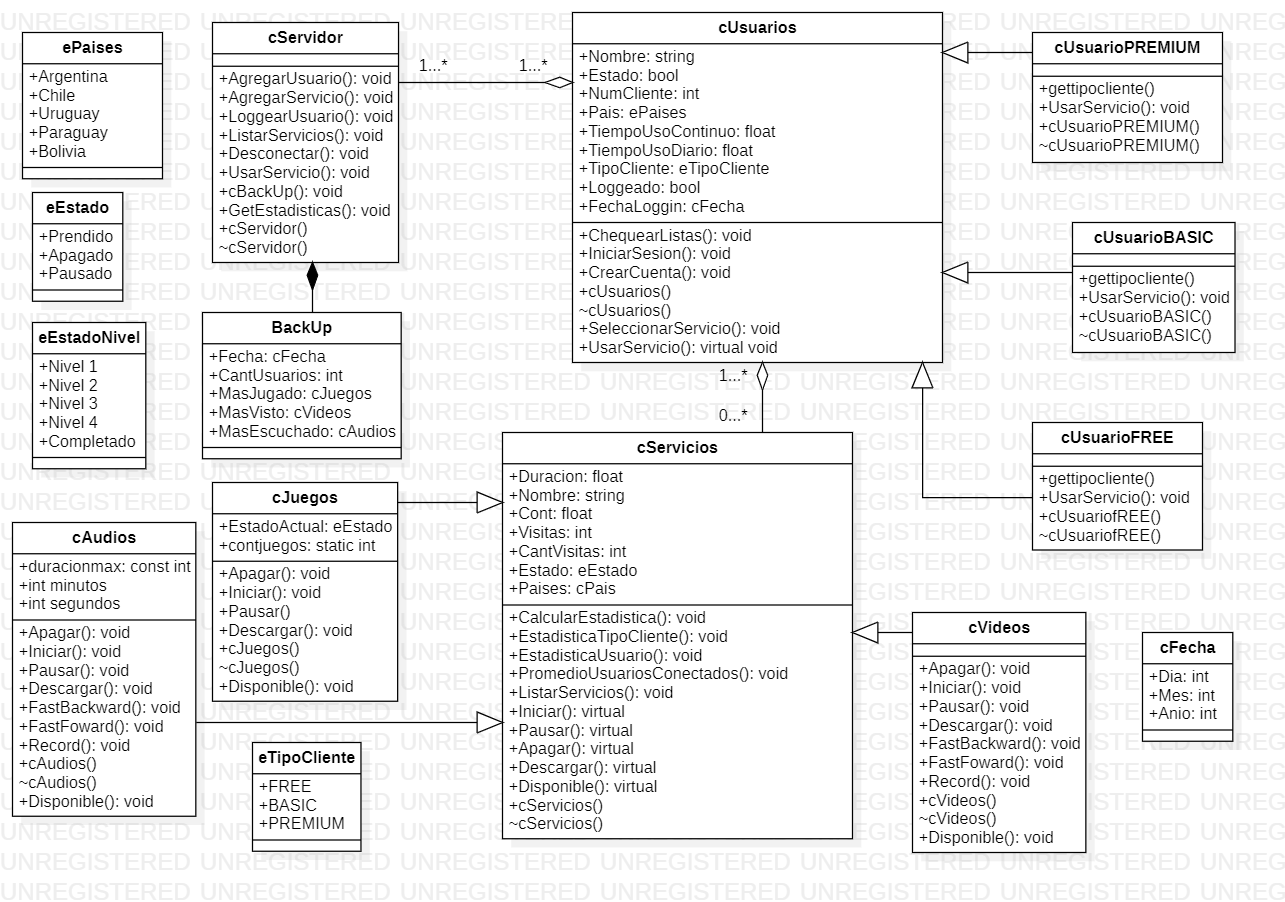 ePaises
+Argentina
+Chile
+Uruguay
+Paraguay
+Bolivia
eEstado
+Prendido
+Apagado
+Pausado
eEstadoNivel
+Nivel 1
+Nivel 2
+Nivel 3
+Nivel 4
+Completado
cServidor
+AgregarUsuario(): void
+AgregarServicio(): void
+LoggearUsuario(): void
+ListarServicios(): void
+Desconectar(): void
+UsarServicio(): void
+cBackUp(): void
+GetEstadisticas(): void
+cServidor()
~cServidor()
1...*
1...*
BackUp
+Fecha: cFecha
+CantUsuarios: int
+MasJugado: cJuegos
+MasVisto: cVideos
+MasEscuchado: cAudios
cUsuarios
+Nombre: string
+Estado: bool
+NumCliente: int
+Pais: ePaises
+TiempoUsoContinuo: float
+TiempoUsoDiario: float
+TipoCliente: eTipoCliente
+Loggeado: bool
+FechaLoggin: cFecha
+ChequearListas(): void
+IniciarSesion(): void
+CrearCuenta(): void
+cUsuarios()
~cUsuarios()
+SeleccionarServicio(): void
+UsarServicio(): virtual void
1...*
0...*
cUsuarioPREMIUM
+gettipocliente()
+UsarServicio(): void
+cUsuarioPREMIUM()
~cUsuarioPREMIUM()
cUsuarioBASIC
+gettipocliente()
+UsarServicio(): void
+cUsuarioBASIC()
~cUsuarioBASIC()
cUsuarioFREE
+gettipocliente()
+UsarServicio(): void
+cUsuariofREE()
~cUsuariofREE()
cServicios
+Duracion: float
+Nombre: string
+Cont: float
+Visitas: int
+CantVisitas: int
+Estado: eEstado
+Paises: cPais
+CalcularEstadistica(): void
+EstadisticaTipoCliente(): void
+EstadisticaUsuario(): void
+PromedioUsuariosConectados(): void
+ListarServicios(): void
+Iniciar(): virtual
+Pausar(): virtual
+Apagar(): virtual
+Descargar(): virtual
+Disponible(): virtual
+cServicios()
~cServicios()
cJuegos
+EstadoActual: eEstado
+contjuegos: static int
+Apagar(): void
+Iniciar(): void
+Pausar()
+Descargar(): void
+cJuegos()
~cJuegos()
+Disponible(): void
cAudios
+duracionmax: const int
+int minutos
+int segundos
+Apagar(): void
+Iniciar(): void
+Pausar(): void
+Descargar(): void
+FastBackward(): void
+FastFoward(): void
+Record(): void
+cAudios()
~cAudios()
+Disponible(): void
eTipoCliente
+FREE
+BASIC
+PREMIUM
cVideos
+Apagar(): void
+Iniciar(): void
+Pausar(): void
+Descargar(): void
+FastBackward(): void
+FastFoward(): void
+Record(): void
+cVideos()
~cVideos()
+Disponible(): void
cFecha
+Dia: int
+Mes: int
+Anio: int
UNREGISTERED